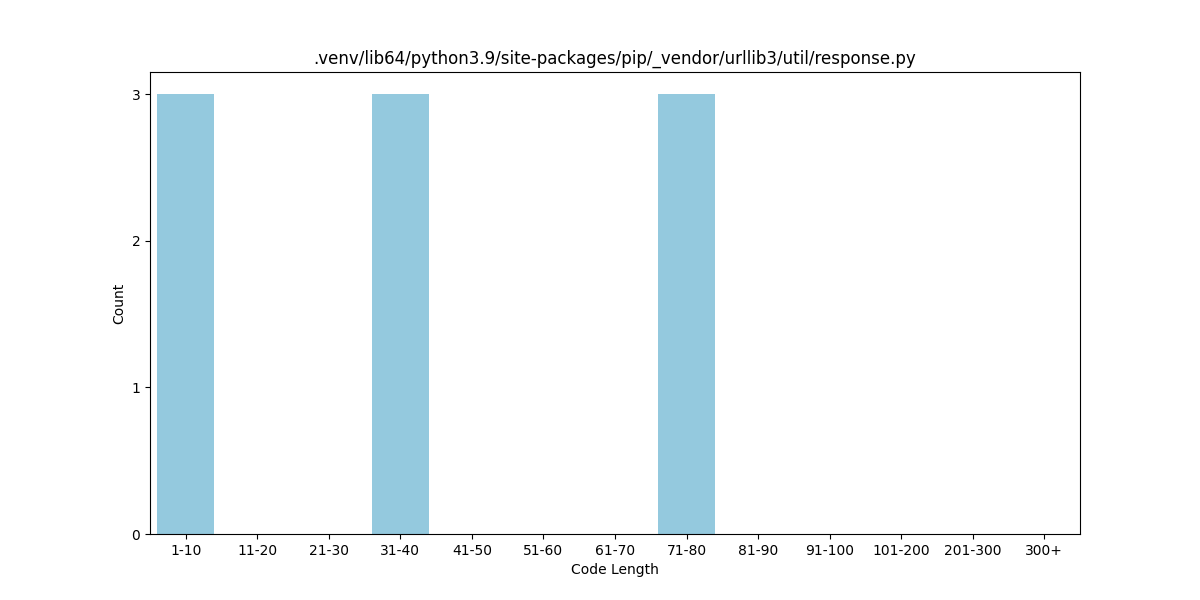 .venv/lib64/python3.9/site-packages/pip/_vendor/urllib3/util/response.py
3
2
1
0
Count
1-10 11-20 21-30 31-40 41-50 51-60 61-70 71-80 81-90 91-100 101-200 201-300 300+
Code Length